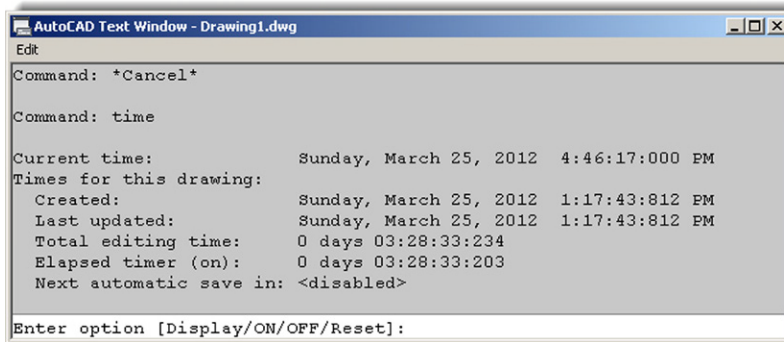 AutoCAD Text Window - Drawing1.dwg
Edit
Command: *Cancel*
Command: time
Current time: Sunday, March 25, 2012 4:46:17:000 PM
Times for this drawing:
Created: Sunday, March 25, 2012 1:17:43:812 PM
Last updated: Sunday, March 25, 2012 1:17:43:812 PM
Total editing time: 0 days 03:28:33:234
Elapsed timer (on): 0 days 03:28:33:203
Next automatic save in: <disabled>
Enter option [Display/ON/OFF/Reset]: